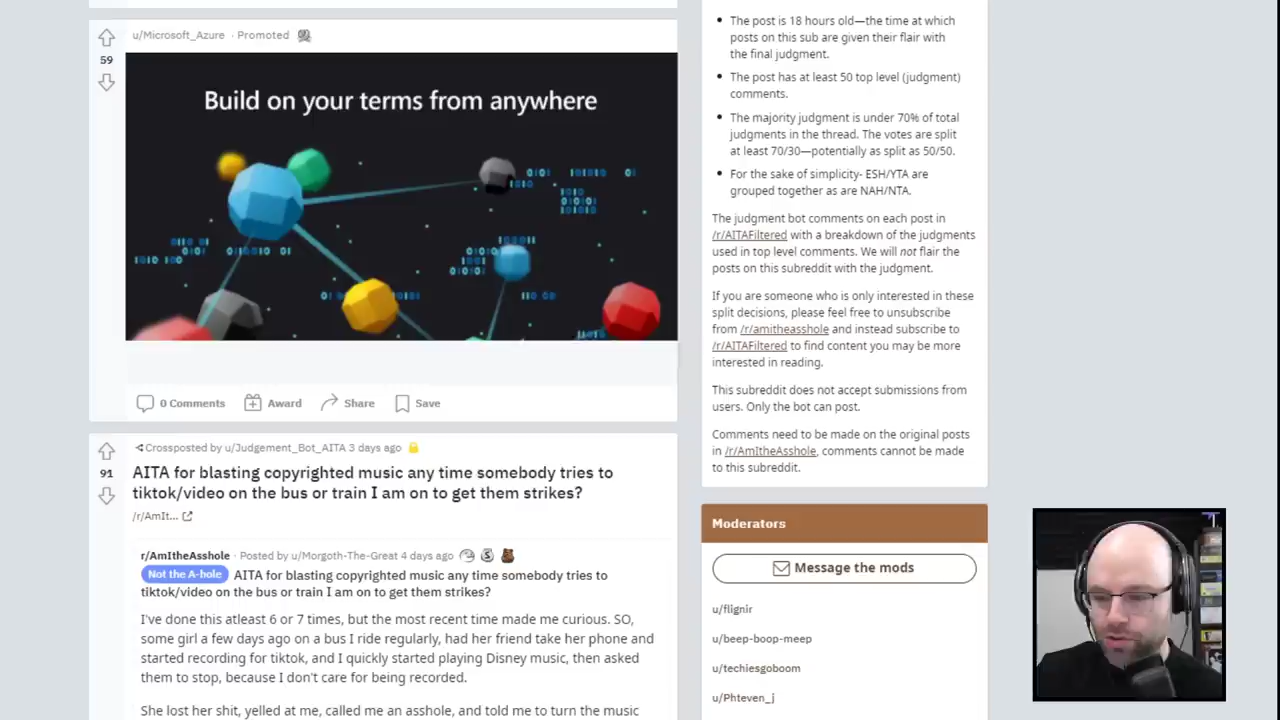 u/Microsoft_Azure · Promoted
59
Build on your terms from anywhere
0 Comments
Award
Share
Save
Crossposted by u/Judgement_Bot_AITA 3 days ago
91
AITA for blasting copyrighted music any time somebody tries to
tiktok/video on the bus or train I am on to get them strikes?
/r/AmIt...
r/AmItheAsshole · Posted by u/Morgoth-The-Great 4 days ago
Not the A-hole AITA for blasting copyrighted music any time somebody tries to
tiktok/video on the bus or train I am on to get them strikes?
I've done this atleast 6 or 7 times, but the most recent time made me curious. SO,
some girl a few days ago on a bus I ride regularly, had her friend take her phone and
started recording for tiktok, and I quickly started playing Disney music, then asked
them to stop, because I don't care for being recorded.
She lost her shit, yelled at me, called me an asshole, and told me to turn the music
• The post is 18 hours old—the time at which
posts on this sub are given their flair with
the final judgment.
• The post has at least 50 top level (judgment)
comments.
• The majority judgment is under 70% of total
judgments in the thread. The votes are split
at least 70/30—potentially as split as 50/50.
• For the sake of simplicity- ESH/YTA are
grouped together as are NAH/NTA.
The judgment bot comments on each post in
/r/AITAFiltered with a breakdown of the judgments
used in top level comments. We will not flair the
posts on this subreddit with the judgment.
If you are someone who is only interested in these
split decisions, please feel free to unsubscribe
from /r/amitheasshole and instead subscribe to
/r/AITAFiltered to find content you may be more
interested in reading.
This subreddit does not accept submissions from
users. Only the bot can post.
Comments need to be made on the original posts
in /r/AmItheAsshole, comments cannot be made
to this subreddit.
Moderators
Message the mods
u/flignir
u/beep-boop-meep
u/techiesgoboom
u/Phteven_j